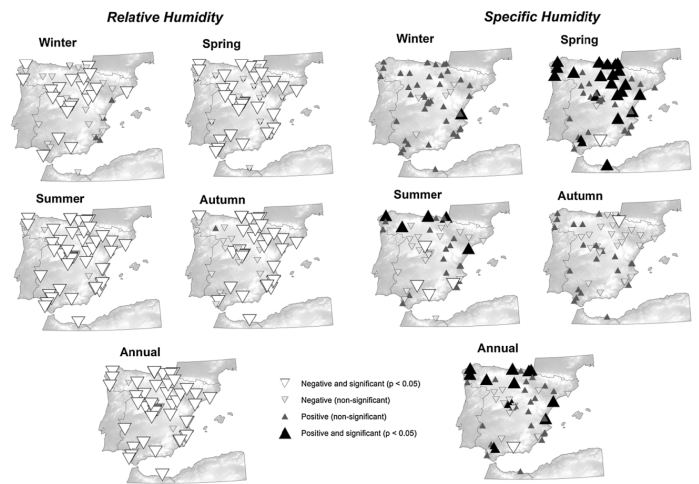 Relative Humidity
Specific Humidity
Winter
Spring
Winter
Spring
Summer
Autumn
Summer
Autumn
Annual
Annual
Negative and significant (p < 0.05)
Negative (non-significant)
Positive (non-significant)
Positive and significant (p < 0.05)